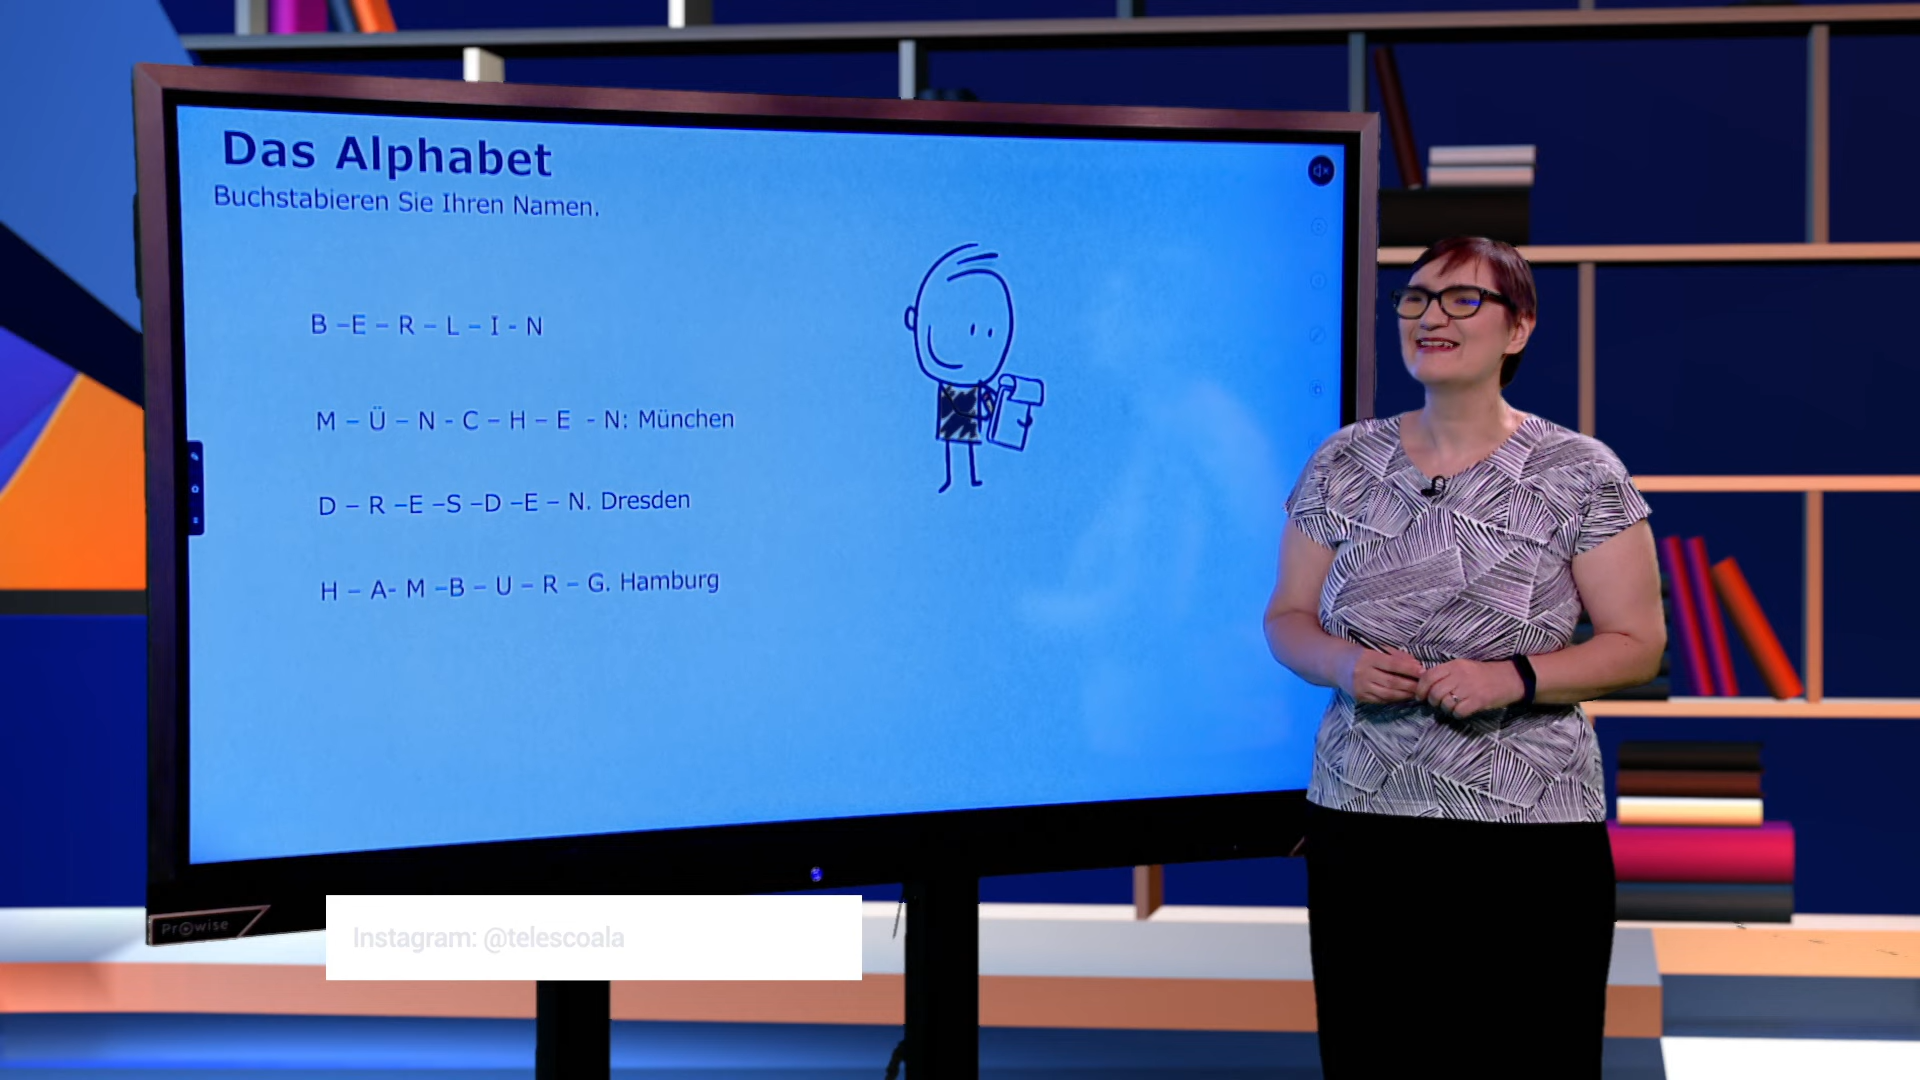 Das Alphabet
Buchstabieren Sie Ihren Namen.
B –E – R – L – I - N
M – Ü – N - C – H – E  - N: München
D – R –E –S –D –E – N. Dresden
H – A- M –B – U – R – G. Hamburg
Prowise
Instagram: @telescoala